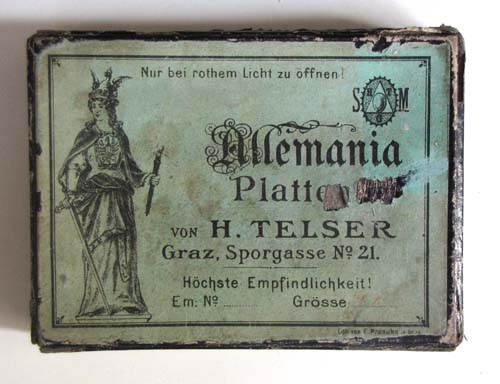 Nur bei rothem Licht zu öffnen!
S H T M
G
Allemania
Platten
VON H. TELSER
Graz, Sporgasse Nº 21.
Höchste Empfindlichkeit!
Em: Nº ............ Grösse